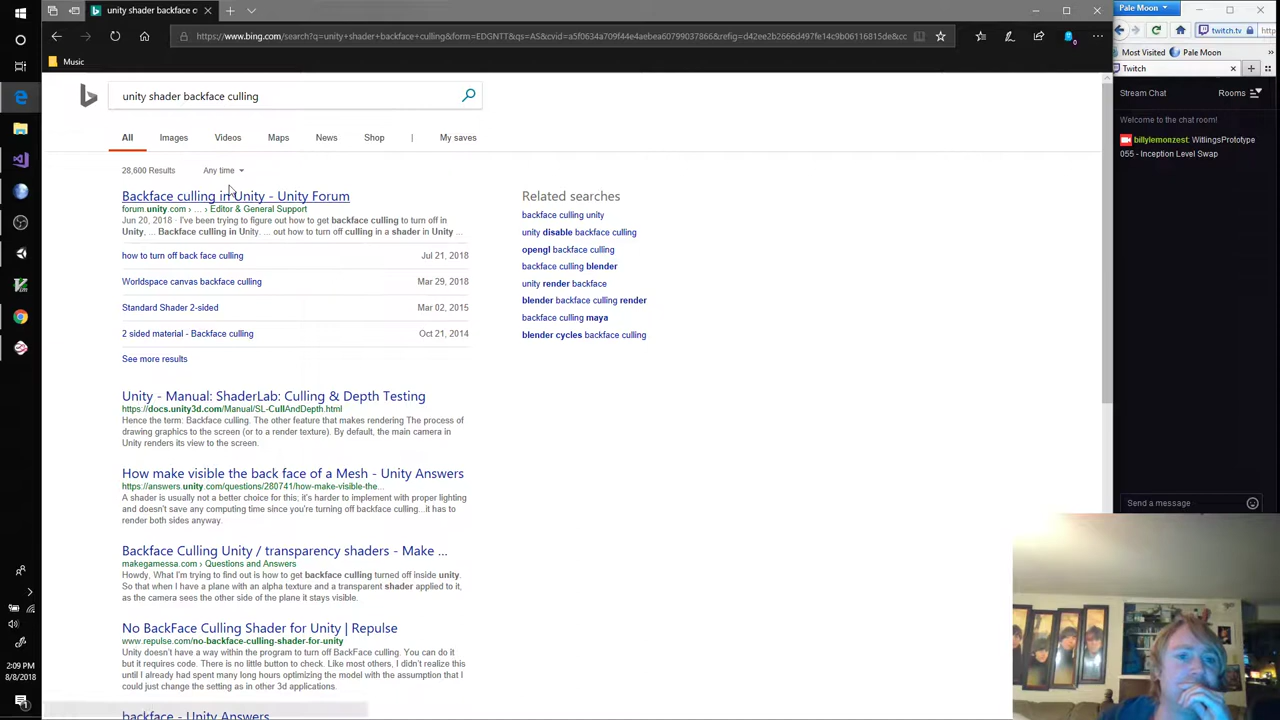 unity shader backface c
Pale Moon
https://www.bing.com/search?q=unity+shader+backface+culling&form=EDGNTT&qs=AS&cvid=a5f0634a709f44e4aebea60799037866&refig=d42ee2b2666d497fe14c9b06116815de&cc
twitch.tv
http
Music
Most Visited
Pale Moon
Twitch
unity shader backface culling
Stream Chat
Rooms
Welcome to the chat room!
billylemonzest: WitlingsPrototype
055 - Inception Level Swap
All
Images
Videos
Maps
News
Shop
|
My saves
28,600 Results
Any time
Backface culling in Unity - Unity Forum
forum.unity.com › ... › Editor & General Support
Jun 20, 2018 · I've been trying to figure out how to get backface culling to turn off in
Unity, ... Backface culling in Unity. ... out how to turn off culling in a shader in Unity ...
how to turn off back face culling
Jul 21, 2018
Worldspace canvas backface culling
Mar 29, 2018
Standard Shader 2-sided
Mar 02, 2015
2 sided material - Backface culling
Oct 21, 2014
See more results
Related searches
backface culling unity
unity disable backface culling
opengl backface culling
backface culling blender
unity render backface
blender backface culling render
backface culling maya
blender cycles backface culling
Unity - Manual: ShaderLab: Culling & Depth Testing
https://docs.unity3d.com/Manual/SL-CullAndDepth.html
Hence the term: Backface culling. The other feature that makes rendering The process of
drawing graphics to the screen (or to a render texture). By default, the main camera in
Unity renders its view to the screen.
How make visible the back face of a Mesh - Unity Answers
https://answers.unity.com/questions/280741/how-make-visible-the...
A shader is usually not a better choice for this; it's harder to implement with proper lighting
and doesn't save any computing time since you're turning off backface culling...it has to
render both sides anyway.
Backface Culling Unity / transparency shaders - Make ...
makegamessa.com › Questions and Answers
Howdy, What I'm trying to find out is how to get backface culling turned off inside unity.
So that when I have a plane with an alpha texture and a transparent shader applied to it,
as the camera sees the other side of the plane it stays visible.
No BackFace Culling Shader for Unity | Repulse
www.repulse.com/no-backface-culling-shader-for-unity
Unity doesn't have a way within the program to turn off BackFace Culling. You can do it
but it requires code. There is no little button to check. Like most others, I didn't realize this
until I already had spent many long hours optimizing the model with the assumption that I
could just change the setting as in other 3d applications.
backface - Unity Answers
Send a message
2:09 PM
8/8/2018